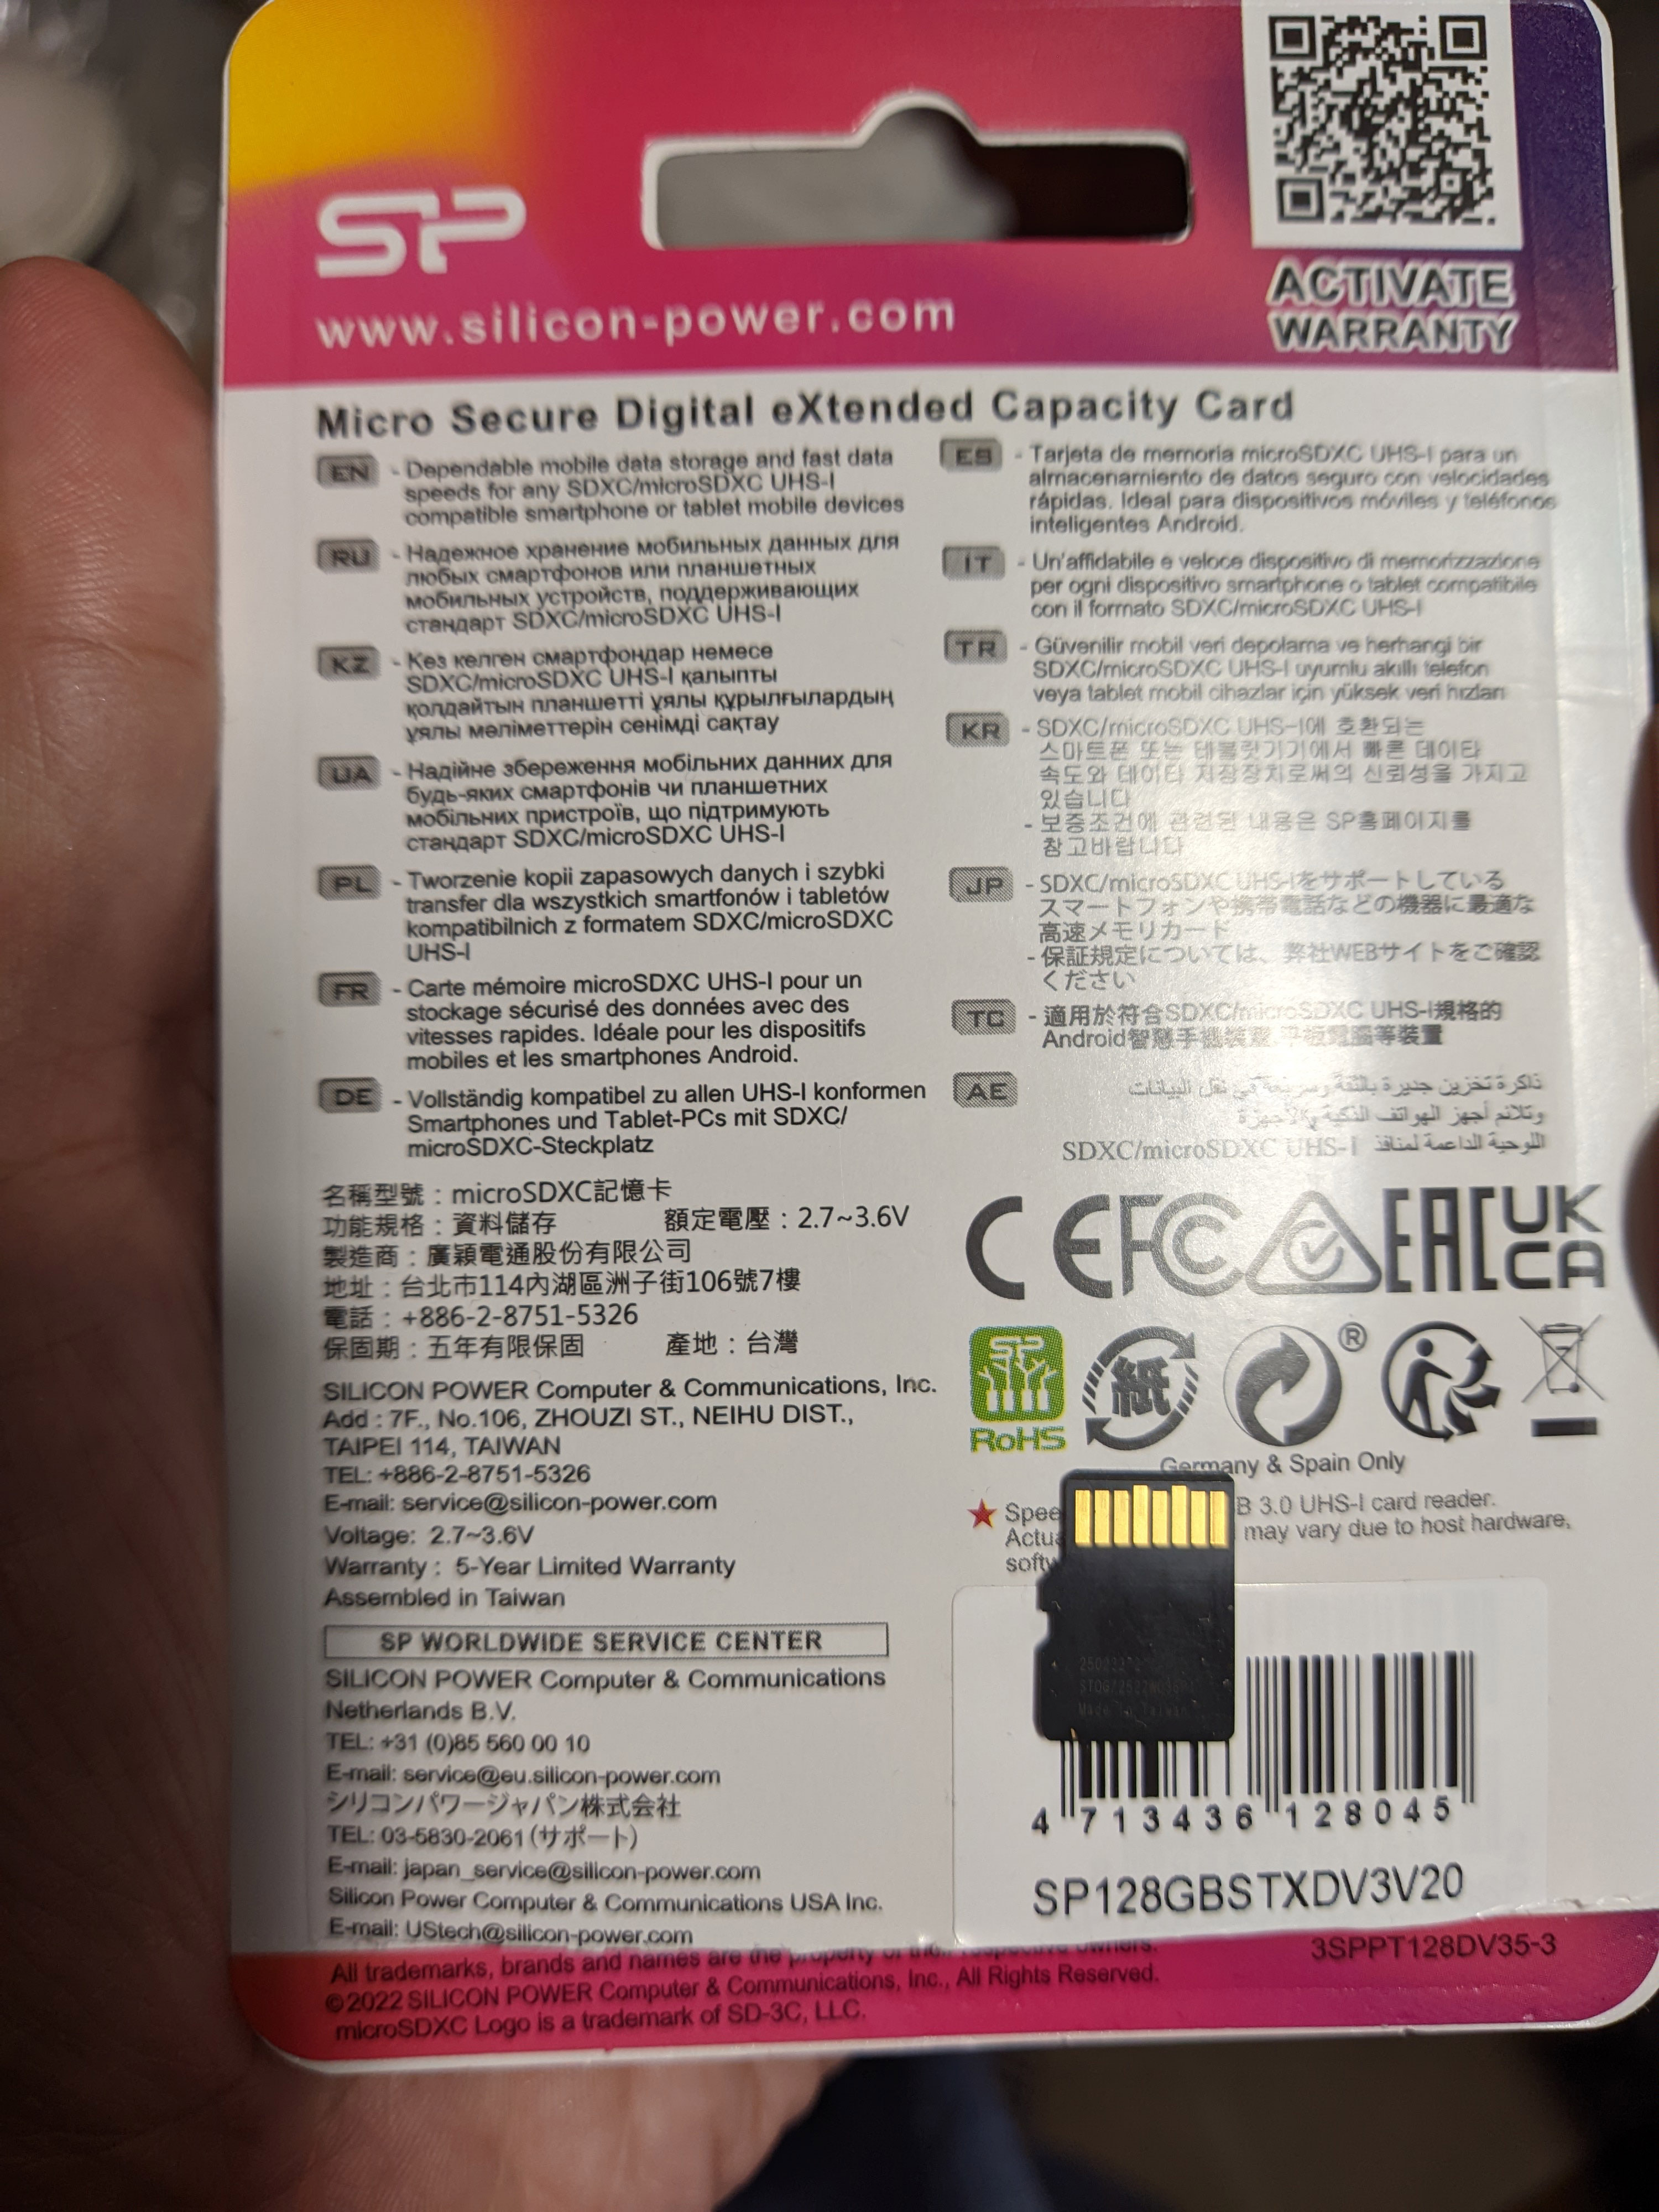 SP
www.silicon-power.com
ACTIVATE
WARRANTY
Micro Secure Digital eXtended Capacity Card
EN - Dependable mobile data storage and fast data
speeds for any SDXC/microSDXC UHS-I
compatible smartphone or tablet mobile devices
RU - Надежное хранение мобильных данных для
любых смартфонов или планшетных
мобильных устройств, поддерживающих
стандарт SDXC/microSDXC UHS-I
KZ - Кез келген смартфондар немесе
SDXC/microSDXC UHS-I қалыпты
қолдайтын планшетті ұялы құрылғылардың
ұялы мәліметтерін сенімді сақтау
UA - Надійне збереження мобільних данних для
будь-яких смартфонів чи планшетних
мобільних пристроїв, що підтримують
стандарт SDXC/microSDXC UHS-I
PL - Tworzenie kopii zapasowych danych i szybki
transfer dla wszystkich smartfonów i tabletów
kompatibilnich z formatem SDXC/microSDXC
UHS-I
FR - Carte mémoire microSDXC UHS-I pour un
stockage sécurisé des données avec des
vitesses rapides. Idéale pour les dispositifs
mobiles et les smartphones Android.
DE - Vollständig kompatibel zu allen UHS-I konformen
Smartphones und Tablet-PCs mit SDXC/
microSDXC-Steckplatz
ES - Tarjeta de memoria microSDXC UHS-I para un
almacenamiento de datos seguro con velocidades
rápidas. Ideal para dispositivos móviles y teléfonos
inteligentes Android.
IT - Un'affidabile e veloce dispositivo di memorizzazione
per ogni dispositivo smartphone o tablet compatibile
con il formato SDXC/microSDXC UHS-I
TR - Güvenilir mobil veri depolama ve herhangi bir
SDXC/microSDXC UHS-I uyumlu akıllı telefon
veya tablet mobil cihazlar için yüksek veri hızları
KR - SDXC/microSDXC UHS-I에 호환되는
스마트폰 또는 테블릿기기에서 빠른 데이타
속도와 데이타 저장장치로써의 신뢰성을 가지고
있습니다
- 보증조건에 관련된 내용은 SP홈페이지를
참고바랍니다
JP - SDXC/microSDXC UHS-Iをサポートしている
スマートフォンや携帯電話などの機器に最適な
高速メモリカード
- 保証規定については、弊社WEBサイトをご確認
ください
TC - 適用於符合SDXC/microSDXC UHS-I規格的
Android智慧手機裝置,平板電腦等裝置
AE ذاكرة تخزين جديرة بالثقة وسريعة في نقل البيانات
وتلائم أجهز الهواتف الذكية والأجهزة
اللوحية الداعمة لمنافذ SDXC/microSDXC UHS-I
名稱型號：microSDXC記憶卡
功能規格：資料儲存 額定電壓：2.7~3.6V
製造商：廣穎電通股份有限公司
地址：台北市114內湖區洲子街106號7樓
電話：+886-2-8751-5326
保固期：五年有限保固 產地：台灣
SILICON POWER Computer & Communications, Inc.
Add : 7F., No.106, ZHOUZI ST., NEIHU DIST.,
TAIPEI 114, TAIWAN
TEL: +886-2-8751-5326
E-mail: service@silicon-power.com
Voltage: 2.7~3.6V
Warranty : 5-Year Limited Warranty
Assembled in Taiwan
SP WORLDWIDE SERVICE CENTER
SILICON POWER Computer & Communications
Netherlands B.V.
TEL: +31 (0)85 560 00 10
E-mail: service@eu.silicon-power.com
シリコンパワージャパン株式会社
TEL: 03-5830-2061 (サポート)
E-mail: japan_service@silicon-power.com
Silicon Power Computer & Communications USA Inc.
E-mail: UStech@silicon-power.com
CE FC EAC UK
CA
SP
RoHS
紙
®
Germany & Spain Only
3.0 UHS-I card reader.
may vary due to host hardware,
Made in Taiwan
4 713436 128045
SP128GBSTXDV3V20
3SPPT128DV35-3
All trademarks, brands and names are the property of their respective owners.
©2022 SILICON POWER Computer & Communications, Inc., All Rights Reserved.
microSDXC Logo is a trademark of SD-3C, LLC.